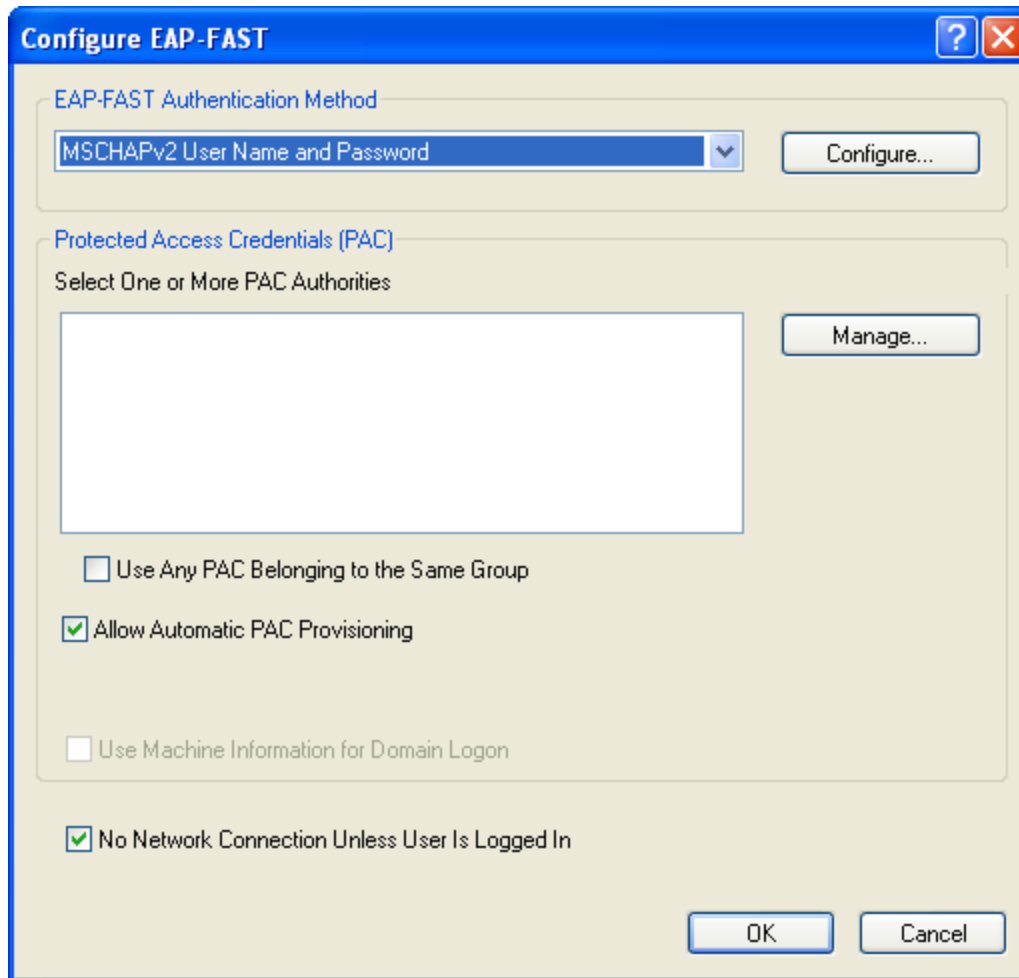 Configure EAP-FAST
?
EAP-FAST Authentication Method
MSCHAPv2 User Name and Password
Configure...
Protected Access Credentials (PAC)
Select One or More PAC Authorities
Manage...
Use Any PAC Belonging to the Same Group
Allow Automatic PAC Provisioning
Use Machine Information for Domain Logon
No Network Connection Unless User Is Logged In
OK
Cancel